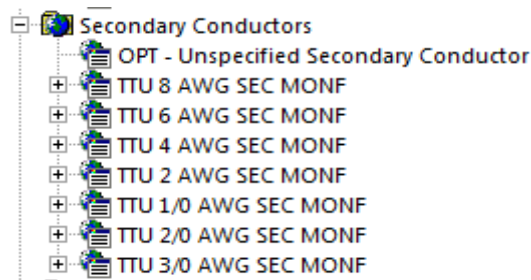 Secondary Conductors
OPT - Unspecified Secondary Conductor
TTU 8 AWG SEC MONF
TTU 6 AWG SEC MONF
TTU 4 AWG SEC MONF
TTU 2 AWG SEC MONF
TTU 1/0 AWG SEC MONF
TTU 2/0 AWG SEC MONF
TTU 3/0 AWG SEC MONF